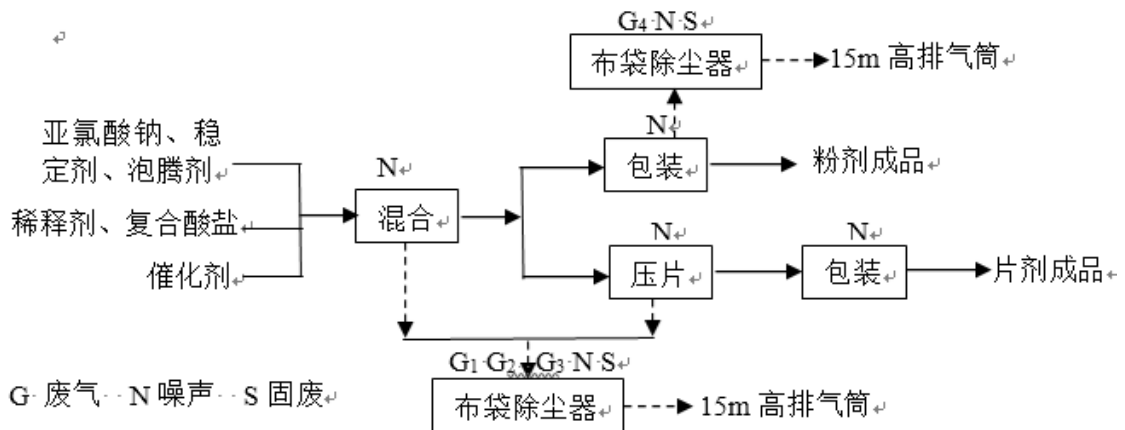 G₄ N S
布袋除尘器
15m 高排气筒
亚氯酸钠、稳
定剂、泡腾剂
N
包装
粉剂成品
N
混合
稀释剂、复合酸盐
N
压片
N
包装
片剂成品
催化剂
G₁ G₂ G₃ N S
布袋除尘器
15m 高排气筒
G 废气 N 噪声 S 固废